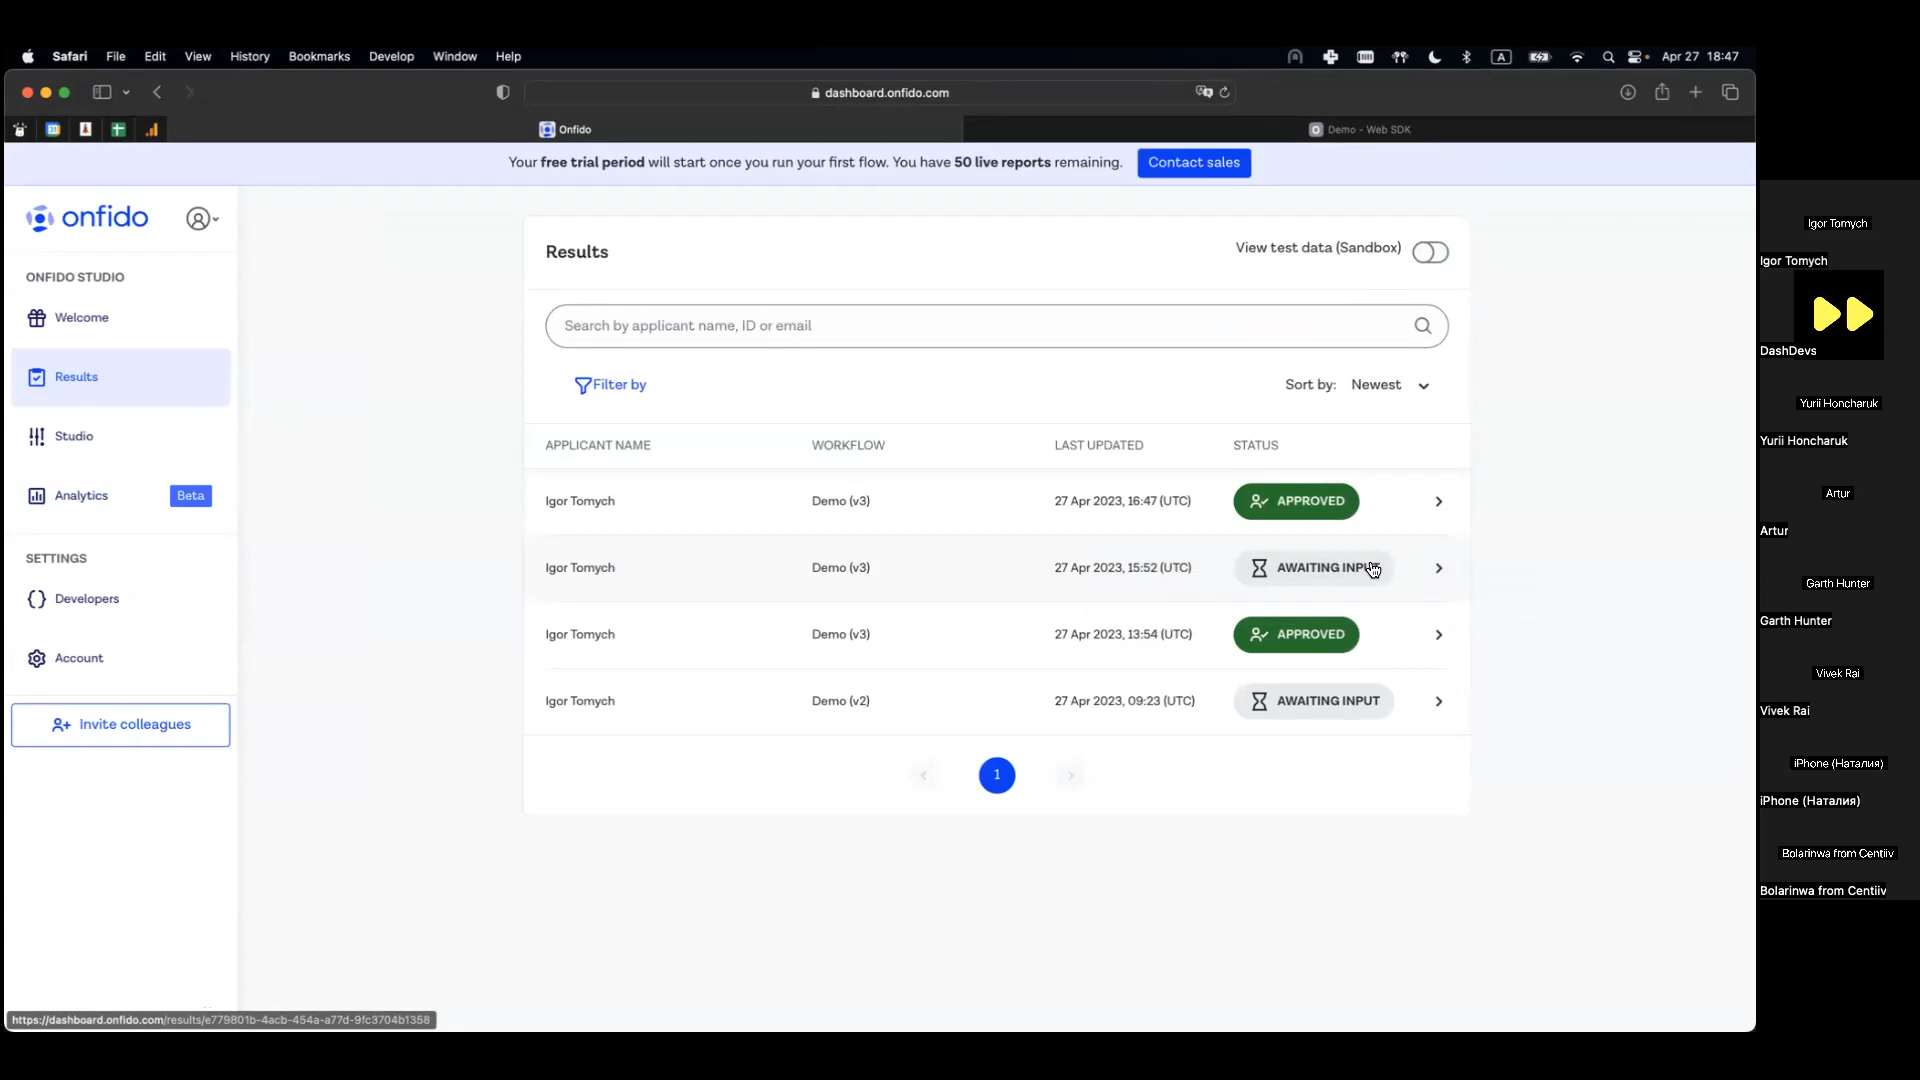 Safari File Edit View History Bookmarks Develop Window Help A Apr 27 18:47
dashboard.onfido.com
Onfido
Demo - Web SDK
Your free trial period will start once you run your first flow. You have 50 live reports remaining. Contact sales
onfido
ONFIDO STUDIO
Welcome
Results
Studio
Analytics Beta
SETTINGS
Developers
Account
Invite colleagues
Results
View test data (Sandbox)
Search by applicant name, ID or email
Filter by
Sort by: Newest
APPLICANT NAME WORKFLOW LAST UPDATED STATUS
Igor Tomych Demo (v3) 27 Apr 2023, 16:47 (UTC) APPROVED
Igor Tomych Demo (v3) 27 Apr 2023, 15:52 (UTC) AWAITING INPUT
Igor Tomych Demo (v3) 27 Apr 2023, 13:54 (UTC) APPROVED
Igor Tomych Demo (v2) 27 Apr 2023, 09:23 (UTC) AWAITING INPUT
1
https://dashboard.onfido.com/results/e779801b-4acb-454a-a77d-9fc3704b1358
Igor Tomych
Igor Tomych
DashDevs
Yurii Honcharuk
Yurii Honcharuk
Artur
Artur
Garth Hunter
Garth Hunter
Vivek Rai
Vivek Rai
iPhone (Наталия)
iPhone (Наталия)
Bolarinwa from Centiiv
Bolarinwa from Centiiv